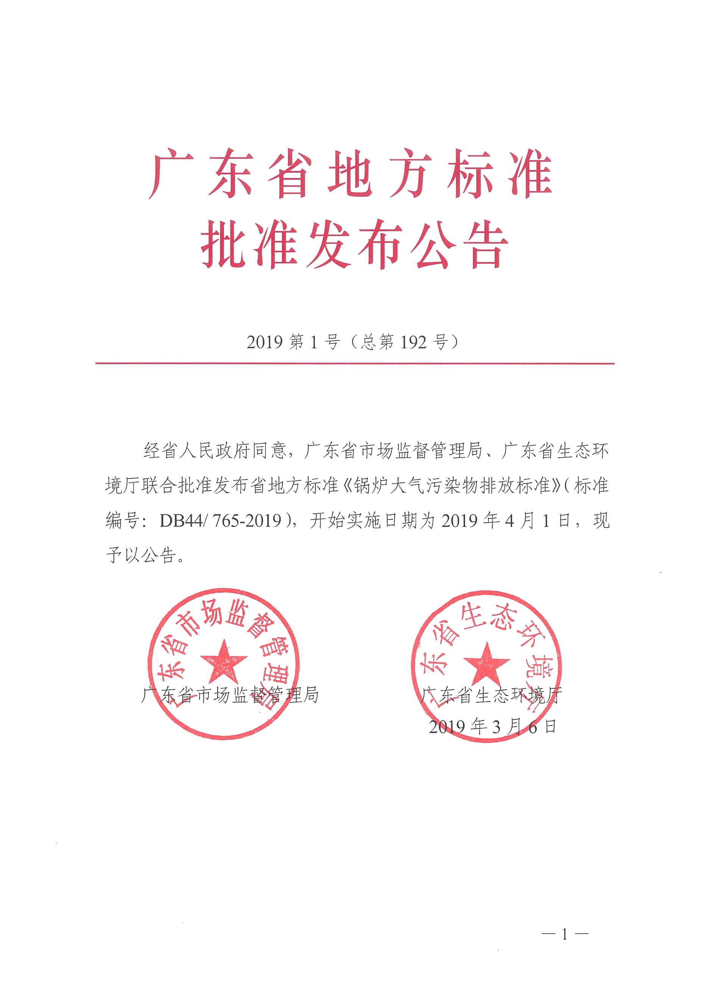 广东省地方标准
批准发布公告
2019 第 1 号（总第 192 号）
经省人民政府同意，广东省市场监督管理局、广东省生态环
境厅联合批准发布省地方标准《锅炉大气污染物排放标准》（标准
编号： DB44/ 765-2019），开始实施日期为 2019 年 4 月 1 日，现
予以公告。
广东省市场监督管理局
广东省生态环境厅
广东省市场监督管理局
广东省生态环境厅
2019 年 3 月 6 日
— 1 —